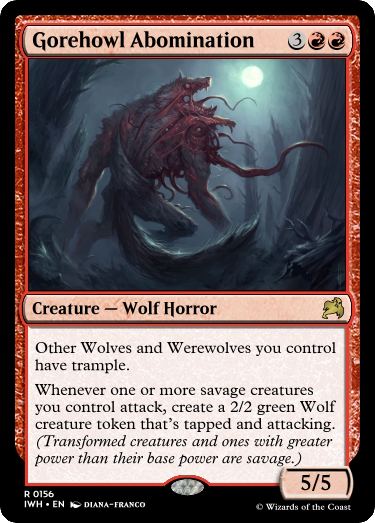 Gorehowl Abomination 3
Creature — Wolf Horror
Other Wolves and Werewolves you control
have trample.
Whenever one or more savage creatures
you control attack, create a 2/2 green Wolf
creature token that's tapped and attacking.
(Transformed creatures and ones with greater
power than their base power are savage.)
5/5
R 0156
IWH • EN DIANA-FRANCO
© Wizards of the Coast